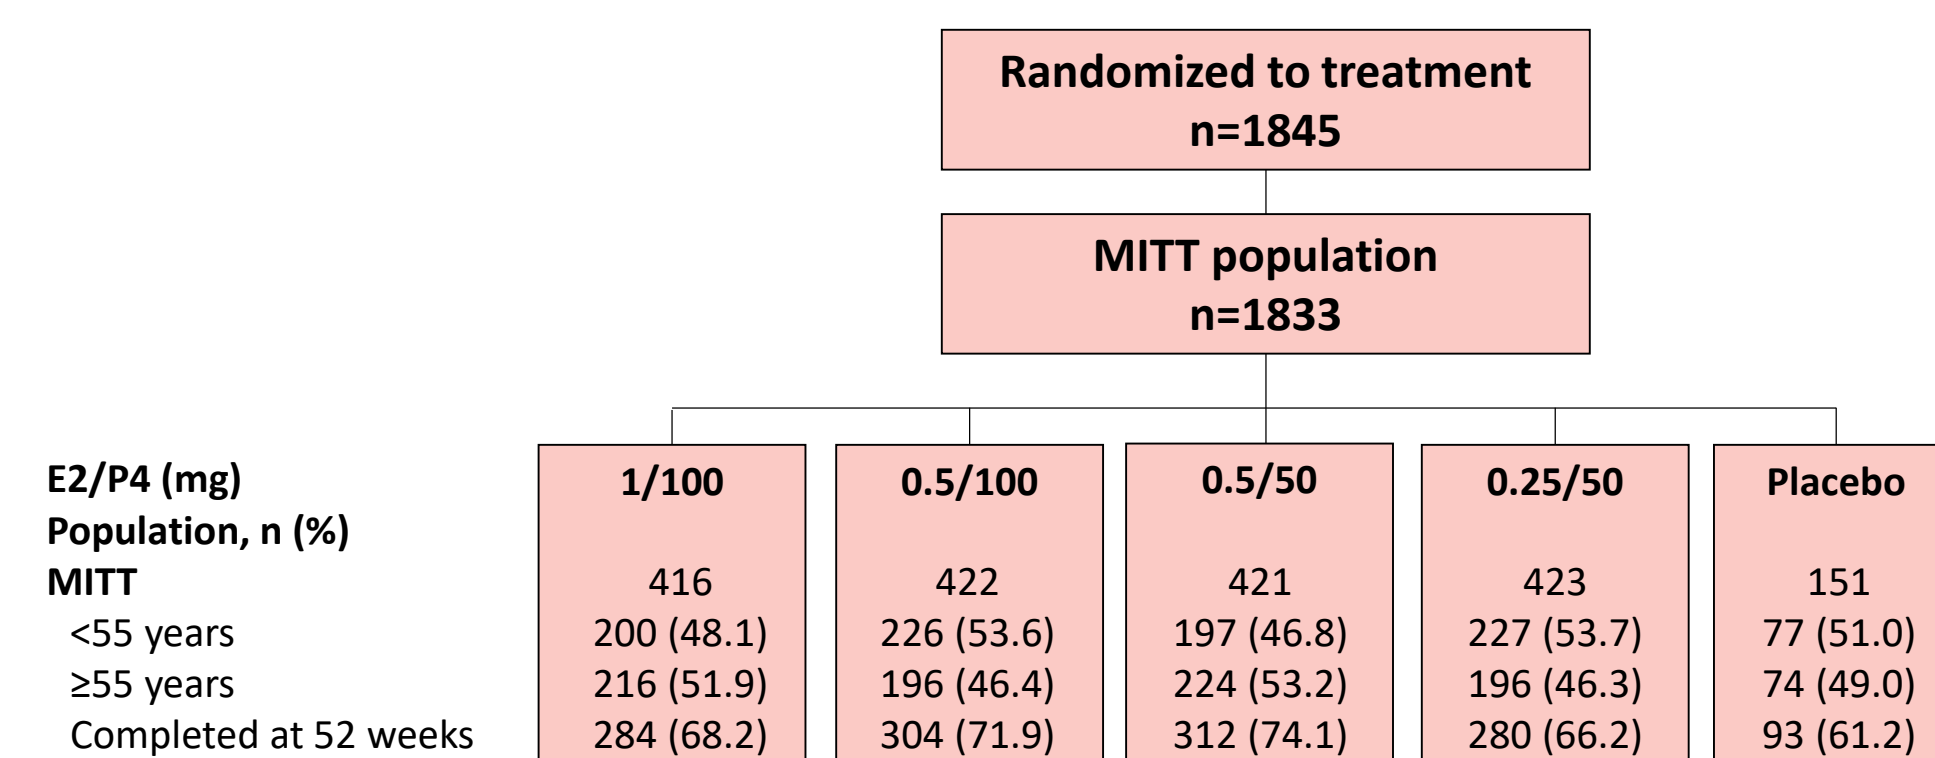 Randomized to treatment
n=1845
MITT population
n=1833
E2/P4 (mg) 1/100 0.5/100 0.5/50 0.25/50 Placebo
Population, n (%)
MITT 416 422 421 423 151
<55 years 200 (48.1) 226 (53.6) 197 (46.8) 227 (53.7) 77 (51.0)
≥55 years 216 (51.9) 196 (46.4) 224 (53.2) 196 (46.3) 74 (49.0)
Completed at 52 weeks 284 (68.2) 304 (71.9) 312 (74.1) 280 (66.2) 93 (61.2)